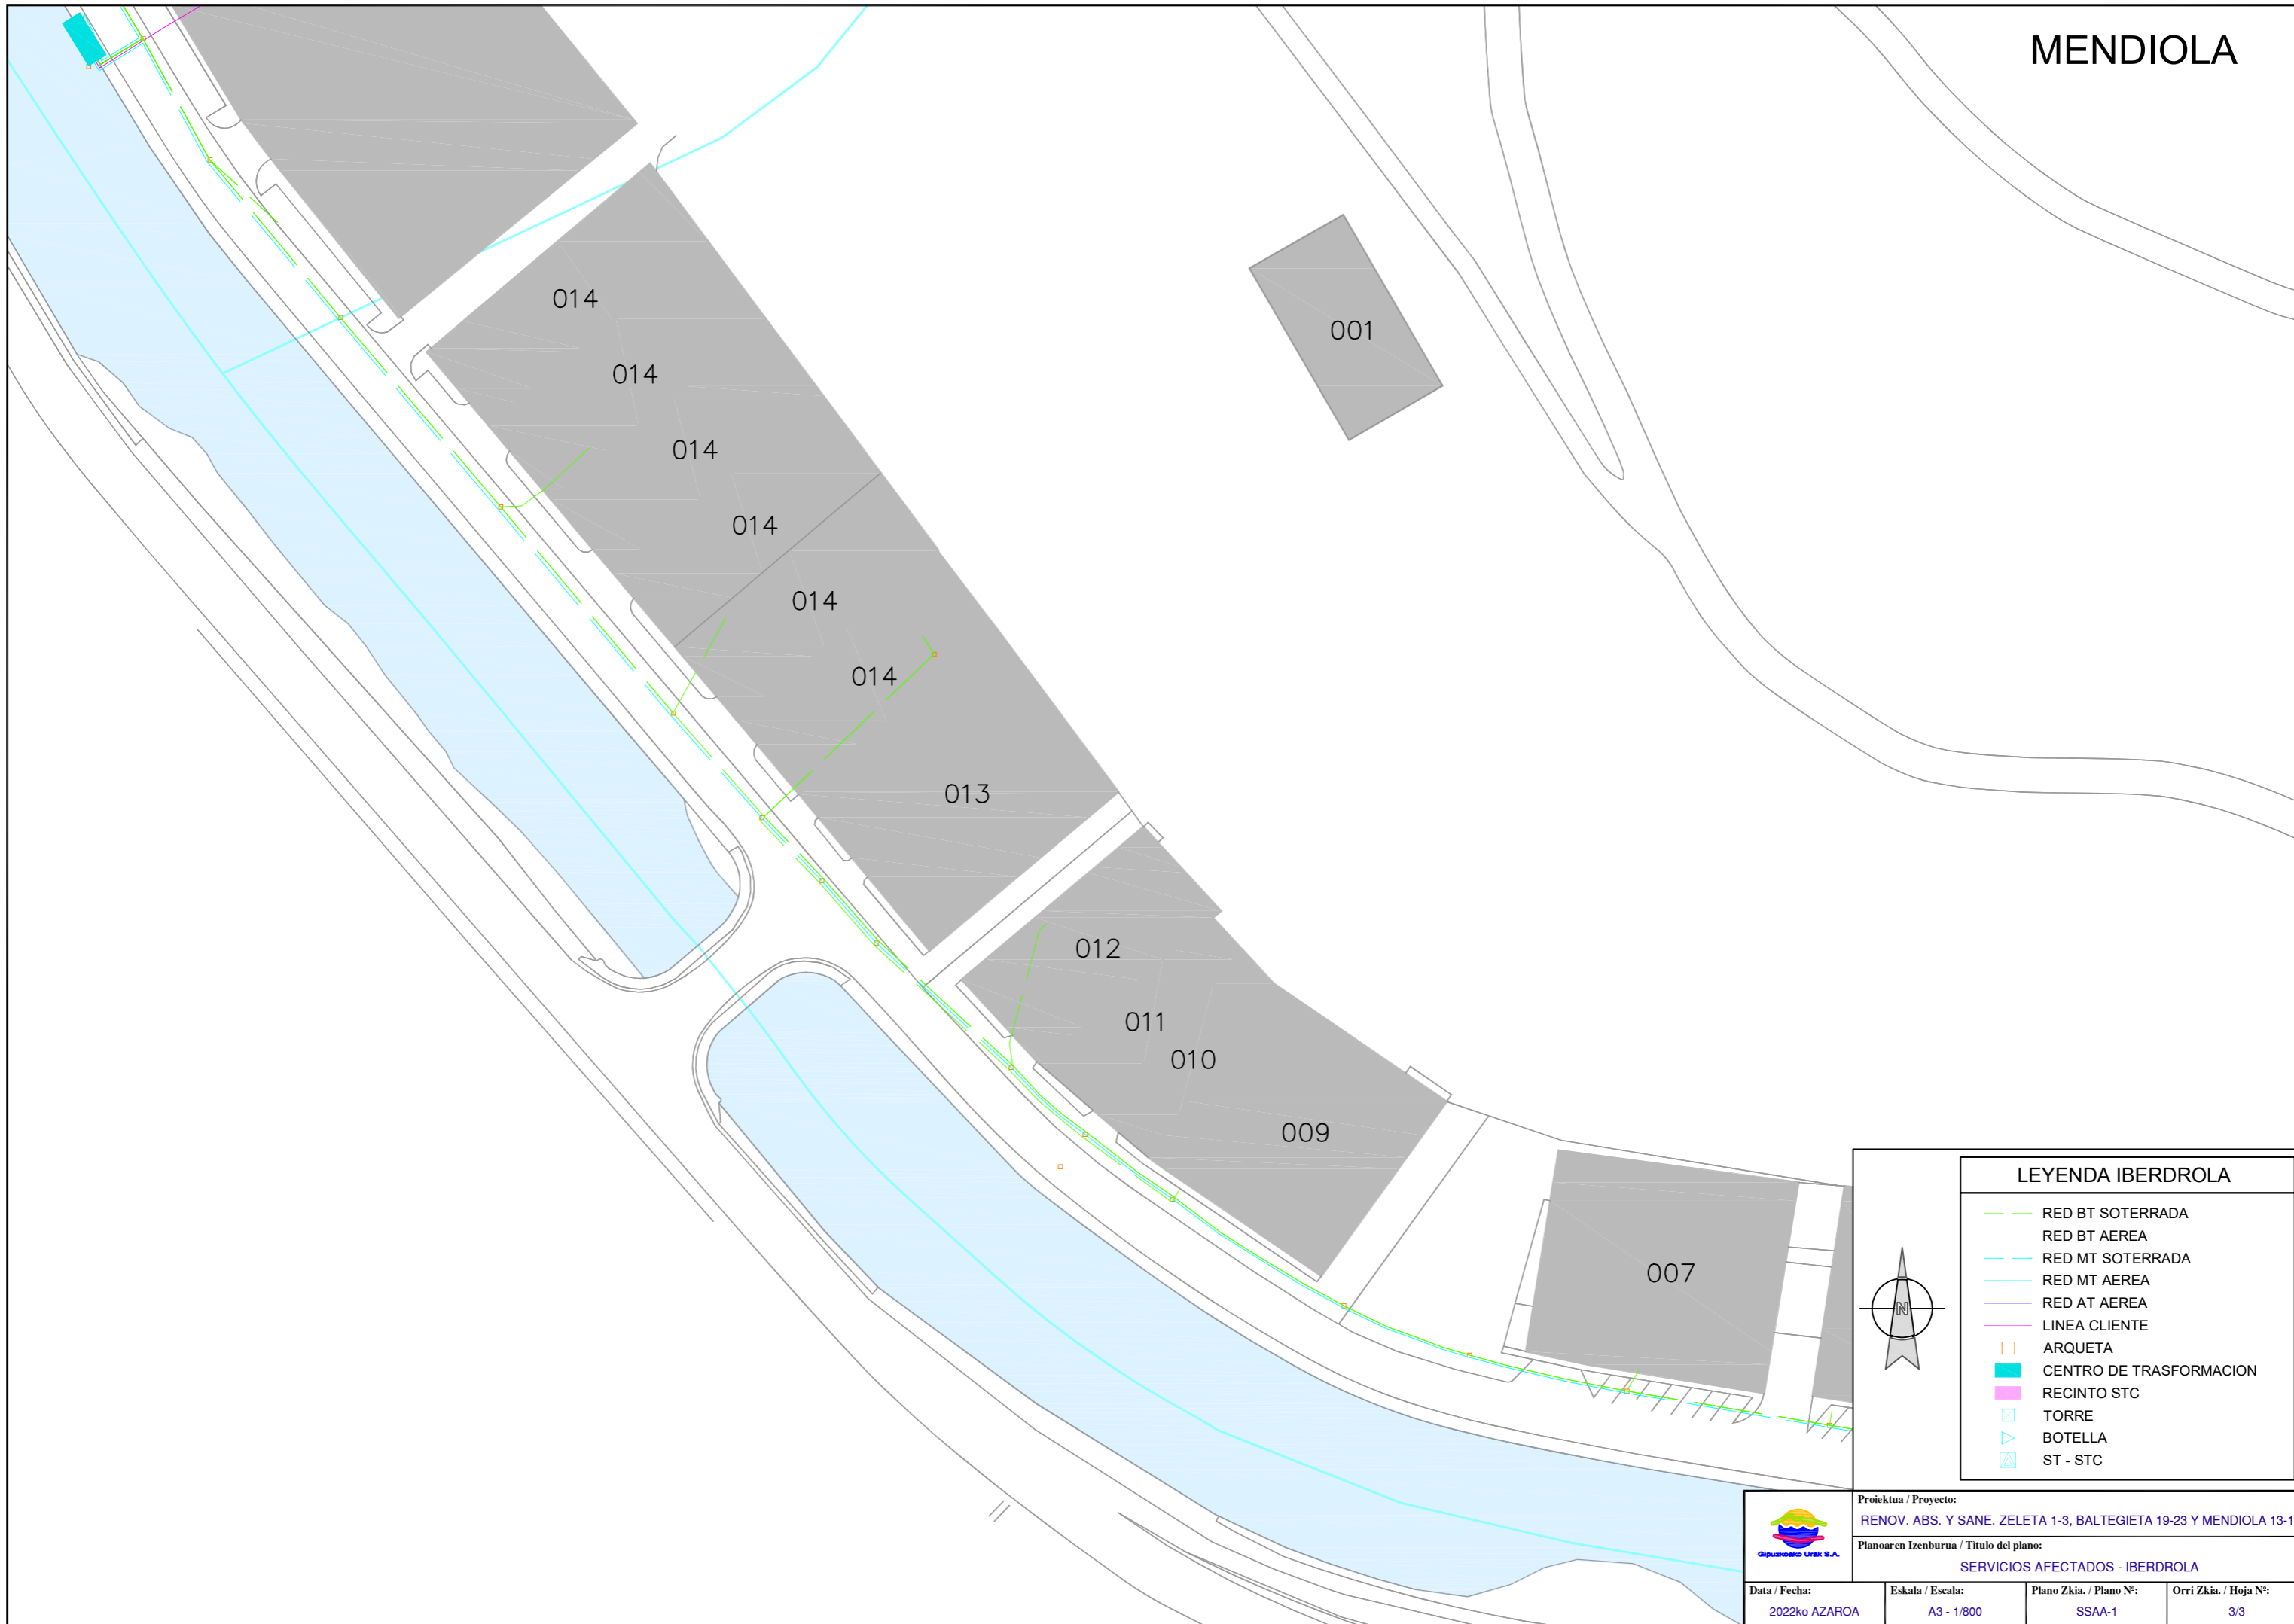 MENDIOLA
014
001
014
014
014
014
014
013
012
011
010
009
007
LEYENDA IBERDROLA
RED BT SOTERRADA
RED BT AEREA
RED MT SOTERRADA
RED MT AEREA
RED AT AEREA
LINEA CLIENTE
ARQUETA
CENTRO DE TRASFORMACION
RECINTO STC
TORRE
BOTELLA
ST - STC
N
Gipuzkoako Urak S.A.
Proiektua / Proyecto:
RENOV. ABS. Y SANE. ZELETA 1-3, BALTEGIETA 19-23 Y MENDIOLA 13-1
Planoaren Izenburua / Titulo del plano:
SERVICIOS AFECTADOS - IBERDROLA
Data / Fecha:
2022ko AZAROA
Eskala / Escala:
A3 - 1/800
Plano Zkia. / Plano Nº:
SSAA-1
Orri Zkia. / Hoja Nº:
3/3